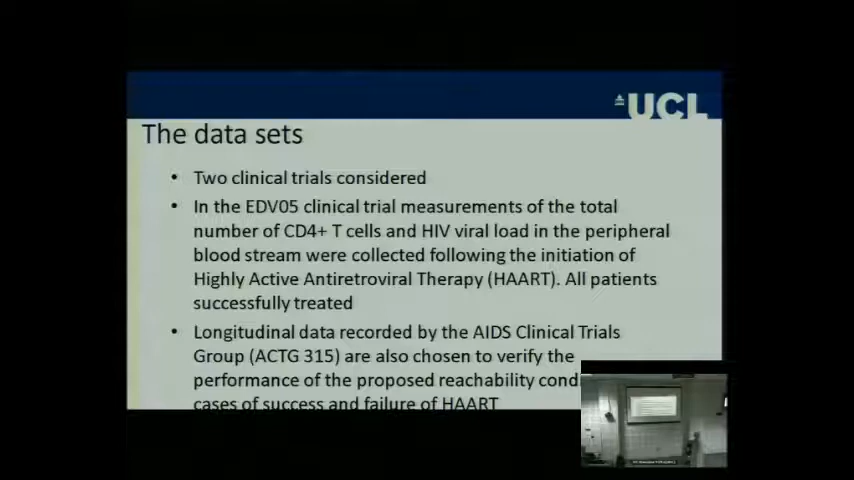 UCL
The data sets
• Two clinical trials considered
• In the EDV05 clinical trial measurements of the total
number of CD4+ T cells and HIV viral load in the peripheral
blood stream were collected following the initiation of
Highly Active Antiretroviral Therapy (HAART). All patients
successfully treated
• Longitudinal data recorded by the AIDS Clinical Trials
Group (ACTG 315) are also chosen to verify the
performance of the proposed reachability cond
cases of success and failure of HAART